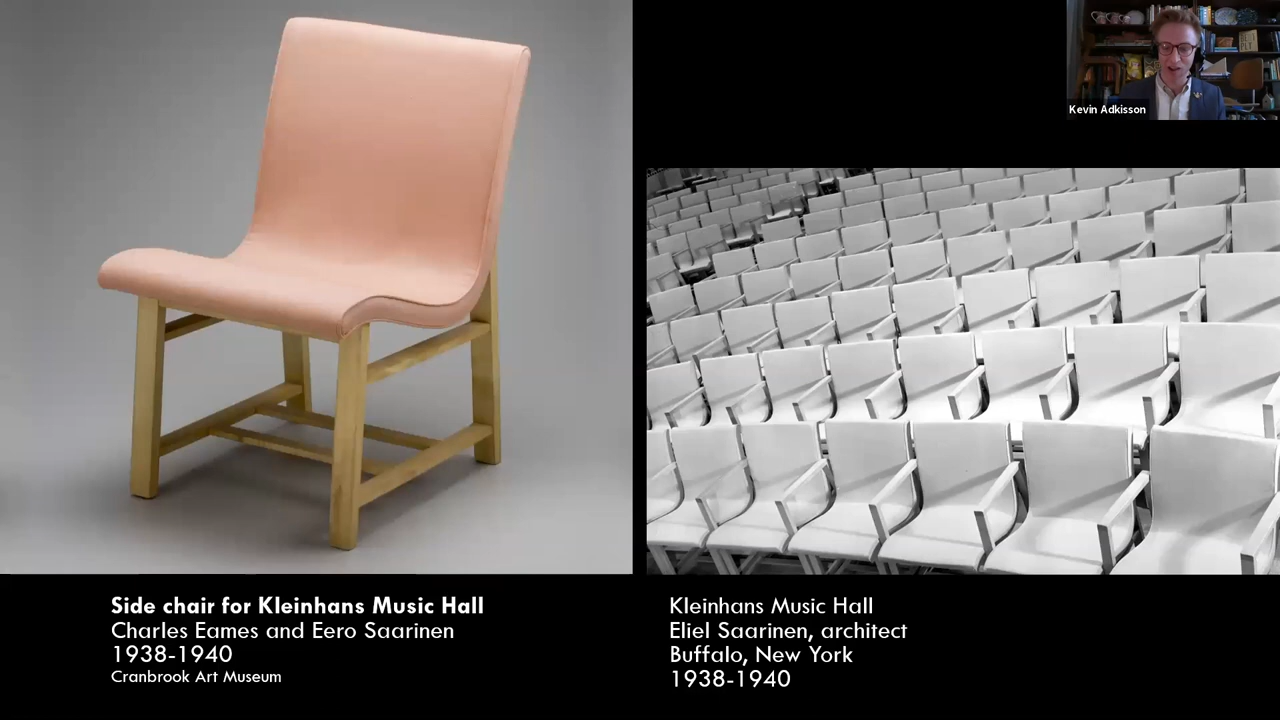 Kevin Adkisson
Side chair for Kleinhans Music Hall
Charles Eames and Eero Saarinen
1938-1940
Cranbrook Art Museum
Kleinhans Music Hall
Eliel Saarinen, architect
Buffalo, New York
1938-1940